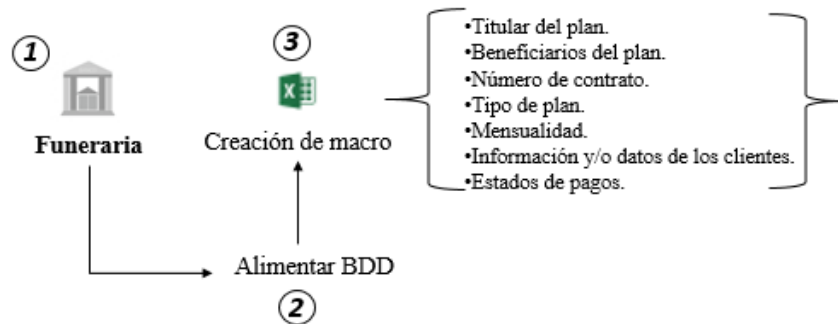 1
Funeraria
3
X
Creación de macro
•Titular del plan.
•Beneficiarios del plan.
•Número de contrato.
•Tipo de plan.
•Mensualidad.
•Información y/o datos de los clientes.
•Estados de pagos.
Alimentar BDD
2